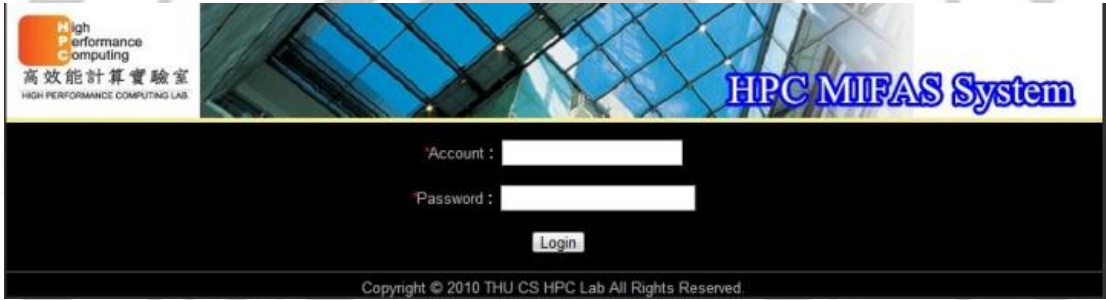 High
Performance
Computing
高效能計算實驗室
HIGH PERFORMANCE COMPUTING LAB
HPC MIFAS System
*Account :
*Password :
Login
Copyright © 2010 THU CS HPC Lab All Rights Reserved.